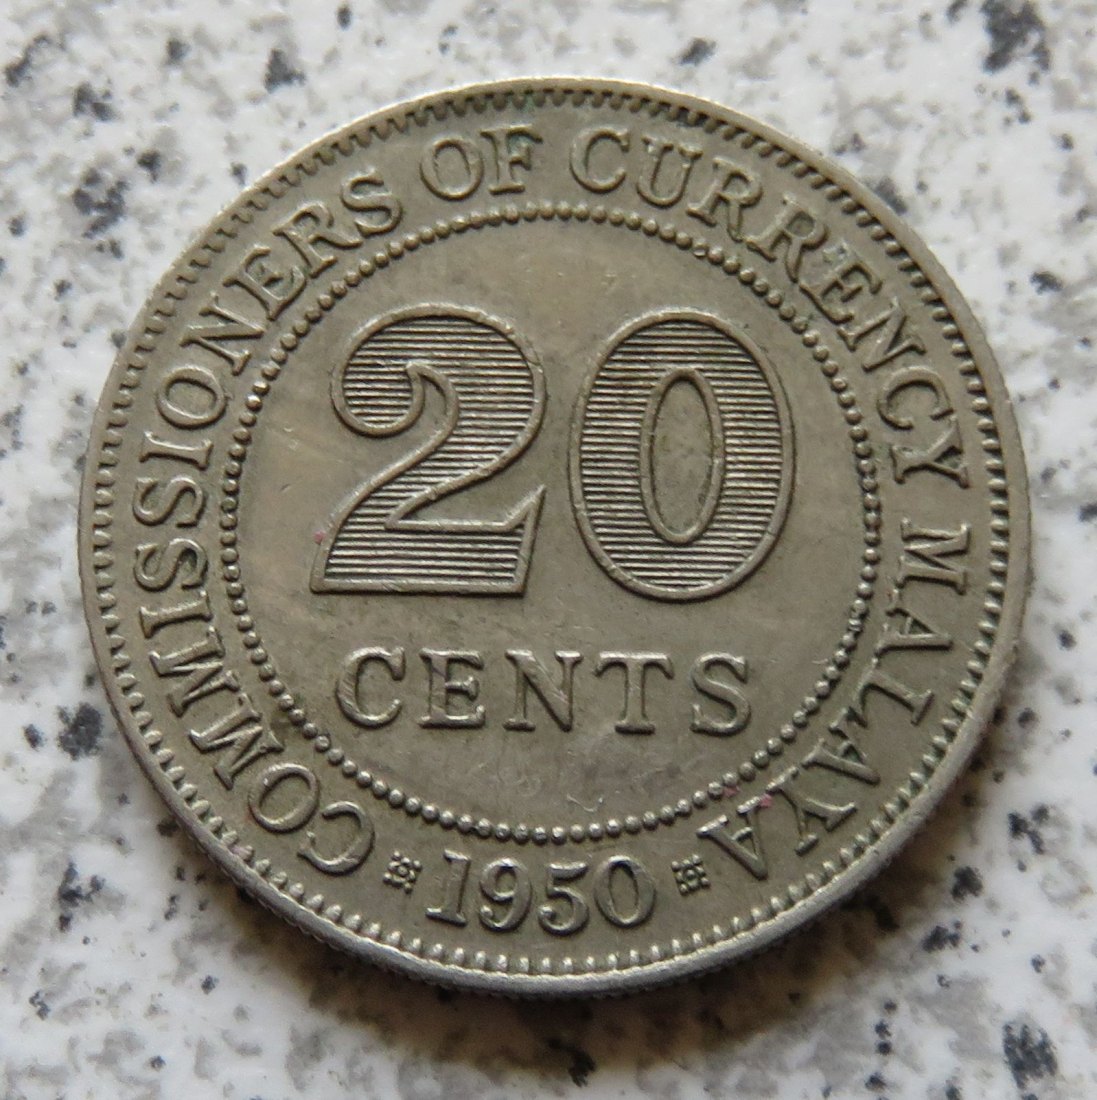 COMMISSIONERS OF CURRENCY MALAYA
20
CENTS
1950